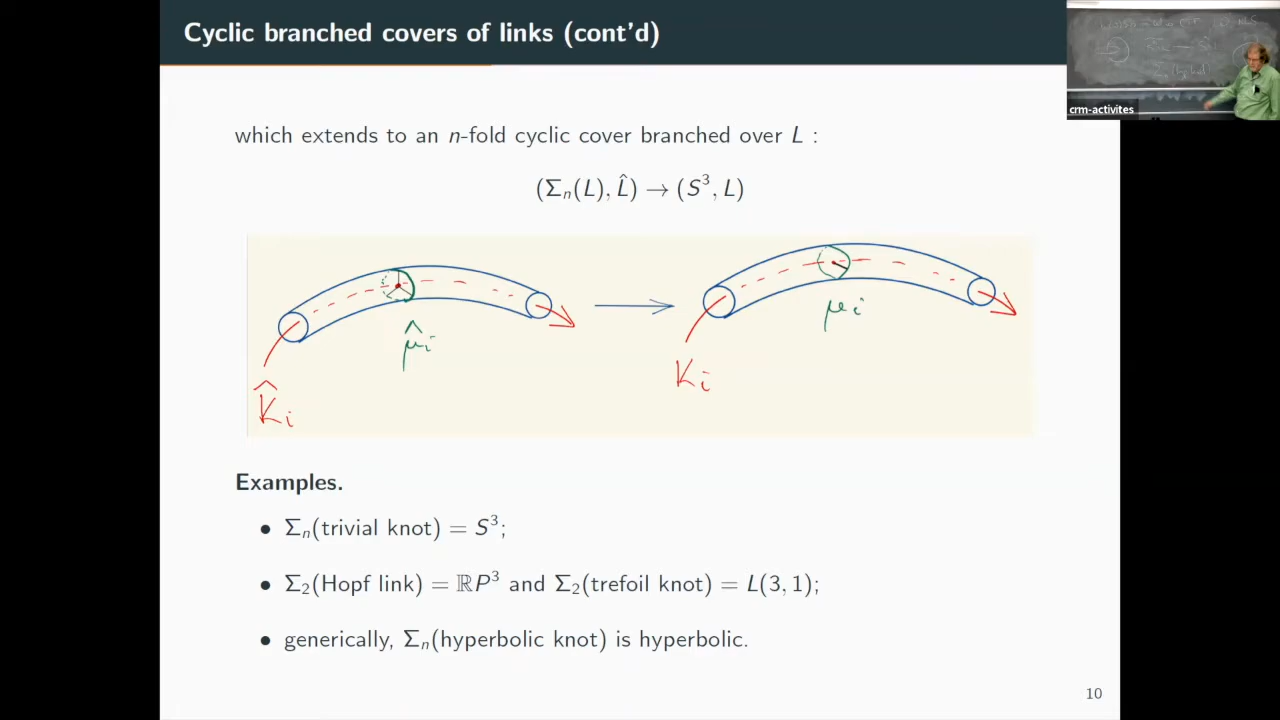 Cyclic branched covers of links (cont'd)
crm-activites
which extends to an n-fold cyclic cover branched over L :
(Σₙ(L), L̂) → (S³, L)
μ̂ᵢ
μᵢ
K̂ᵢ
Kᵢ
Examples.
• Σₙ(trivial knot) = S³;
• Σ₂(Hopf link) = ℝP³ and Σ₂(trefoil knot) = L(3, 1);
• generically, Σₙ(hyperbolic knot) is hyperbolic.
10